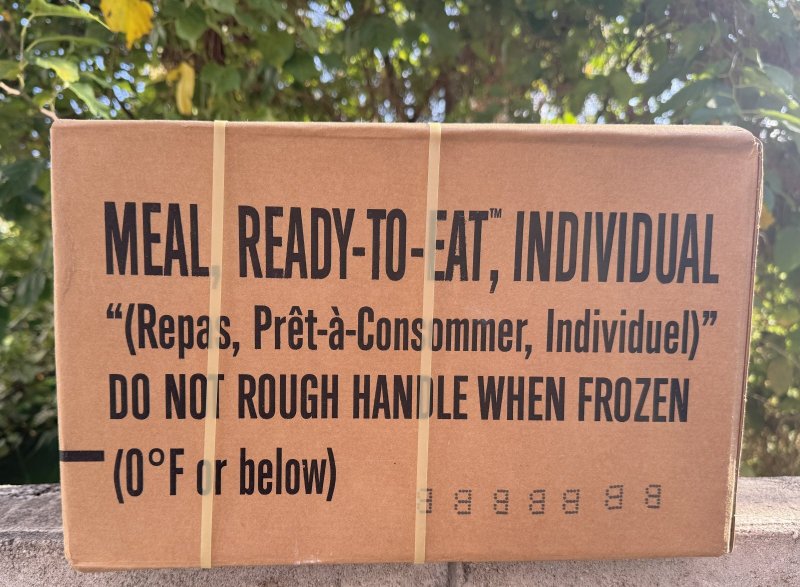 MEAL, READY-TO-EAT™, INDIVIDUAL
“(Repas, Prêt-à-Consommer, Individuel)”
DO NOT ROUGH HANDLE WHEN FROZEN
(0°F or below)